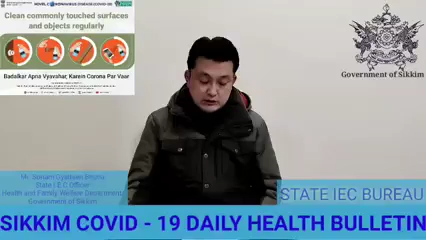 Clean commonly touched surfaces
and objects regularly
Badalkar Apna Vyavahar, Karein Corona Par Vaar
Government of Sikkim
State I E C Officer
Health and Family Welfare Department
Government of Sikkim
STATE IEC BUREAU
SIKKIM COVID - 19 DAILY HEALTH BULLETIN